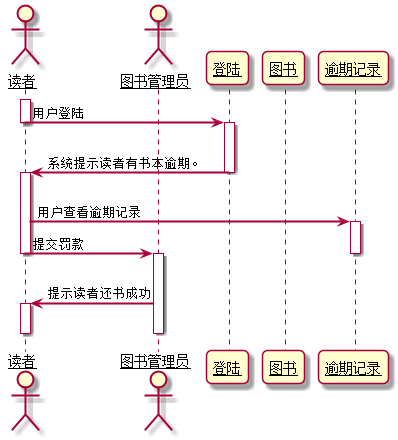 读者
图书管理员
登陆
图书
逾期记录
用户登陆
系统提示读者有书本逾期。
用户查看逾期记录
提交罚款
提示读者还书成功
读者
图书管理员
登陆
图书
逾期记录